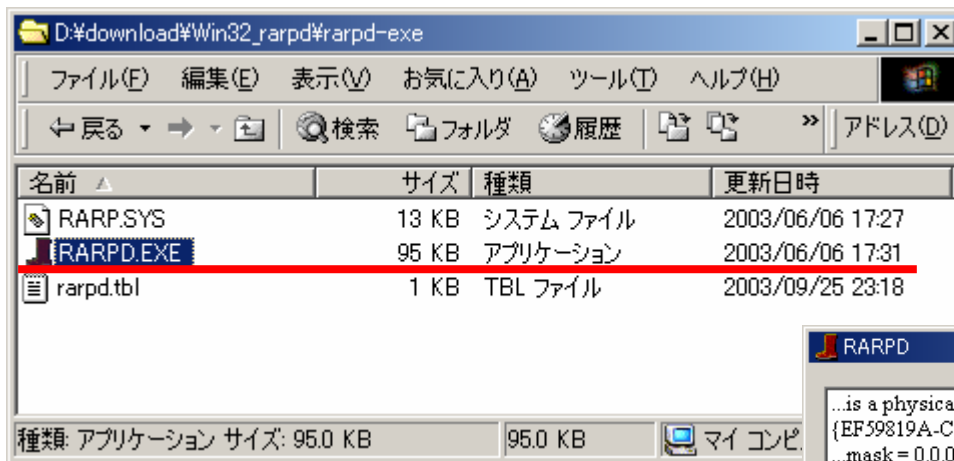 D:¥download¥Win32_rarpd¥rarpd-exe
ファイル(F) 編集(E) 表示(V) お気に入り(A) ツール(T) ヘルプ(H)
戻る 検索 フォルダ 履歴 » アドレス(D)
名前 サイズ 種類 更新日時
RARP.SYS 13 KB システム ファイル 2003/06/06 17:27
RARPD.EXE 95 KB アプリケーション 2003/06/06 17:31
rarpd.tbl 1 KB TBL ファイル 2003/09/25 23:18
RARPD
...is a physica
{EF59819A-C
...mask = 0.0.0
種類: アプリケーション サイズ: 95.0 KB 95.0 KB マイ コンピ